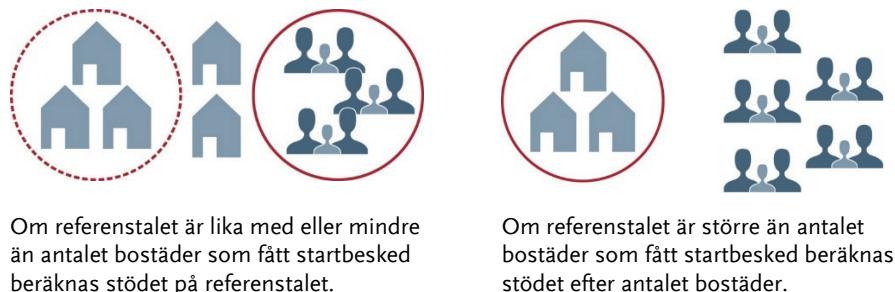 Om referenstalet är lika med eller mindre
än antalet bostäder som fått startbesked
beräknas stödet på referenstalet.
Om referenstalet är större än antalet
bostäder som fått startbesked beräknas
stödet efter antalet bostäder.